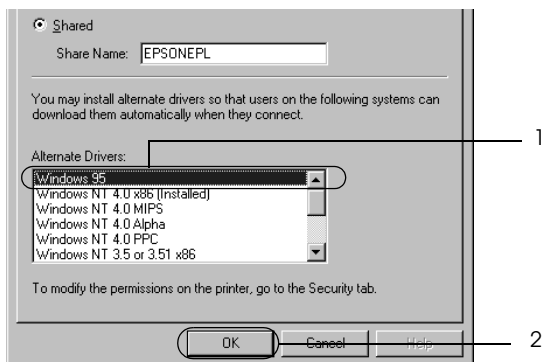 Shared
Share Name: EPSONEPL
You may install alternate drivers so that users on the following systems can
download them automatically when they connect.
1
Alternate Drivers:
Windows 95
Windows NT 4.0 x86 (Installed)
Windows NT 4.0 MIPS
Windows NT 4.0 Alpha
Windows NT 4.0 PPC
Windows NT 3.5 or 3.51 x86
To modify the permissions on the printer, go to the Security tab.
OK Cancel Help 2